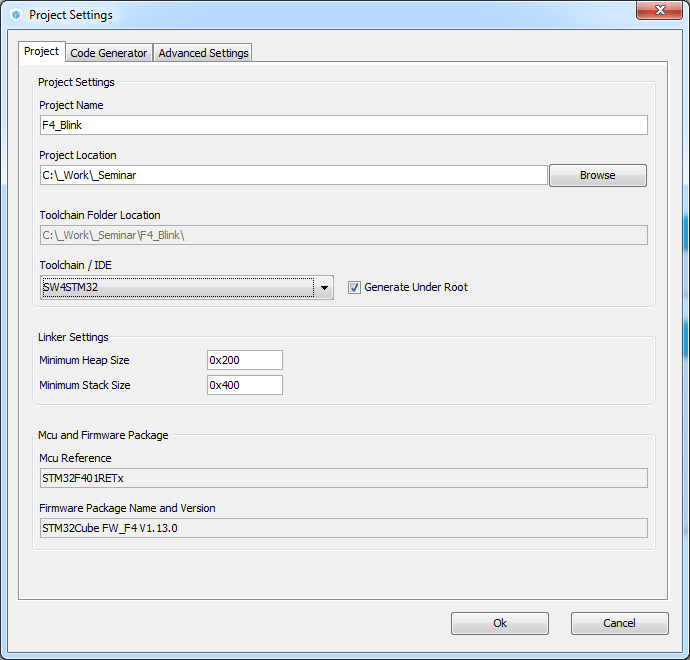 Project Settings
Project Code Generator Advanced Settings
Project Settings
Project Name
F4_Blink
Project Location
C:\_Work\_Seminar
Browse
Toolchain Folder Location
C:\_Work\_Seminar\F4_Blink\
Toolchain / IDE
SW4STM32
Generate Under Root
Linker Settings
Minimum Heap Size 0x200
Minimum Stack Size 0x400
Mcu and Firmware Package
Mcu Reference
STM32F401RETx
Firmware Package Name and Version
STM32Cube FW_F4 V1.13.0
Ok Cancel